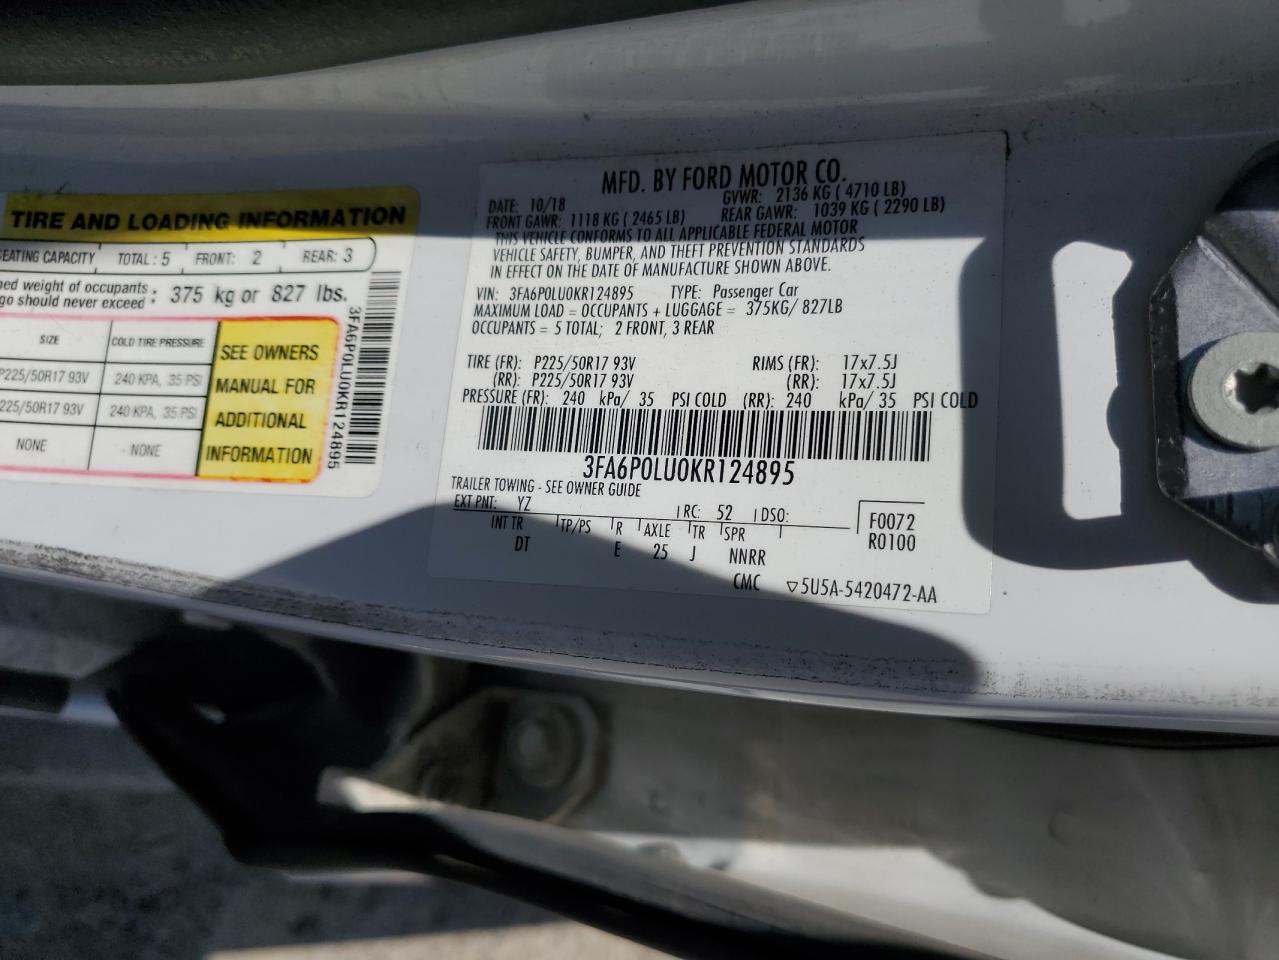 TIRE AND LOADING INFORMATION
SEATING CAPACITY TOTAL: 5 FRONT: 2 REAR: 3
weight of occupants
should never exceed : 375 kg or 827 lbs.
SIZE COLD TIRE PRESSURE
P225/50R17 93V 240 KPA, 35 PSI
225/50R17 93V 240 KPA, 35 PSI
NONE - NONE
SEE OWNERS
MANUAL FOR
ADDITIONAL
INFORMATION
3FA6P0LU0KR124895
MFD. BY FORD MOTOR CO.
DATE: 10/18 GVWR: 2136 KG ( 4710 LB)
FRONT GAWR: 1118 KG ( 2465 LB) REAR GAWR: 1039 KG ( 2290 LB)
THIS VEHICLE CONFORMS TO ALL APPLICABLE FEDERAL MOTOR
VEHICLE SAFETY, BUMPER, AND THEFT PREVENTION STANDARDS
IN EFFECT ON THE DATE OF MANUFACTURE SHOWN ABOVE.
VIN: 3FA6P0LU0KR124895 TYPE: Passenger Car
MAXIMUM LOAD = OCCUPANTS + LUGGAGE = 375KG/ 827LB
OCCUPANTS = 5 TOTAL; 2 FRONT, 3 REAR
TIRE (FR): P225/50R17 93V RIMS (FR): 17x7.5J
(RR): P225/50R17 93V (RR): 17x7.5J
PRESSURE (FR): 240 kPa/ 35 PSI COLD (RR): 240 kPa/ 35 PSI COLD
3FA6P0LU0KR124895
TRAILER TOWING - SEE OWNER GUIDE
EXT PNT: YZ RC: 52 DSO:
INT TR TP/PS R AXLE TR SPR
DT E 25 J NNRR
F0072
R0100
CMC ▽5U5A-5420472-AA